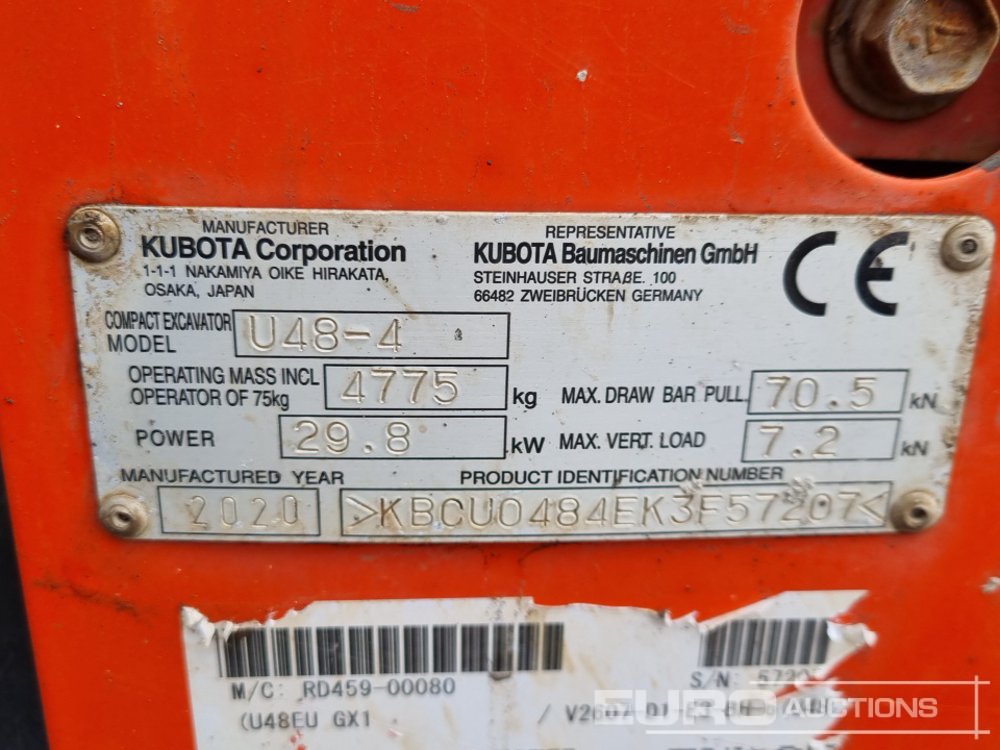 MANUFACTURER
KUBOTA Corporation
1-1-1 NAKAMIYA OIKE HIRAKATA,
OSAKA, JAPAN
REPRESENTATIVE
KUBOTA Baumaschinen GmbH
STEINHAUSER STRAßE. 100
66482 ZWEIBRÜCKEN GERMANY
CE
COMPACT EXCAVATOR
MODEL
U48-4
OPERATING MASS INCL
OPERATOR OF 75kg
4775 kg
MAX. DRAW BAR PULL 70.5 kN
POWER 29.8 kW
MAX. VERT. LOAD 7.2 kN
MANUFACTURED YEAR
2020
PRODUCT IDENTIFICATION NUMBER
>KBCU0484EK3F57207<
M/C: RD459-00080
S/N:
(U48EU GX1 / V2607
EURO AUCTIONS